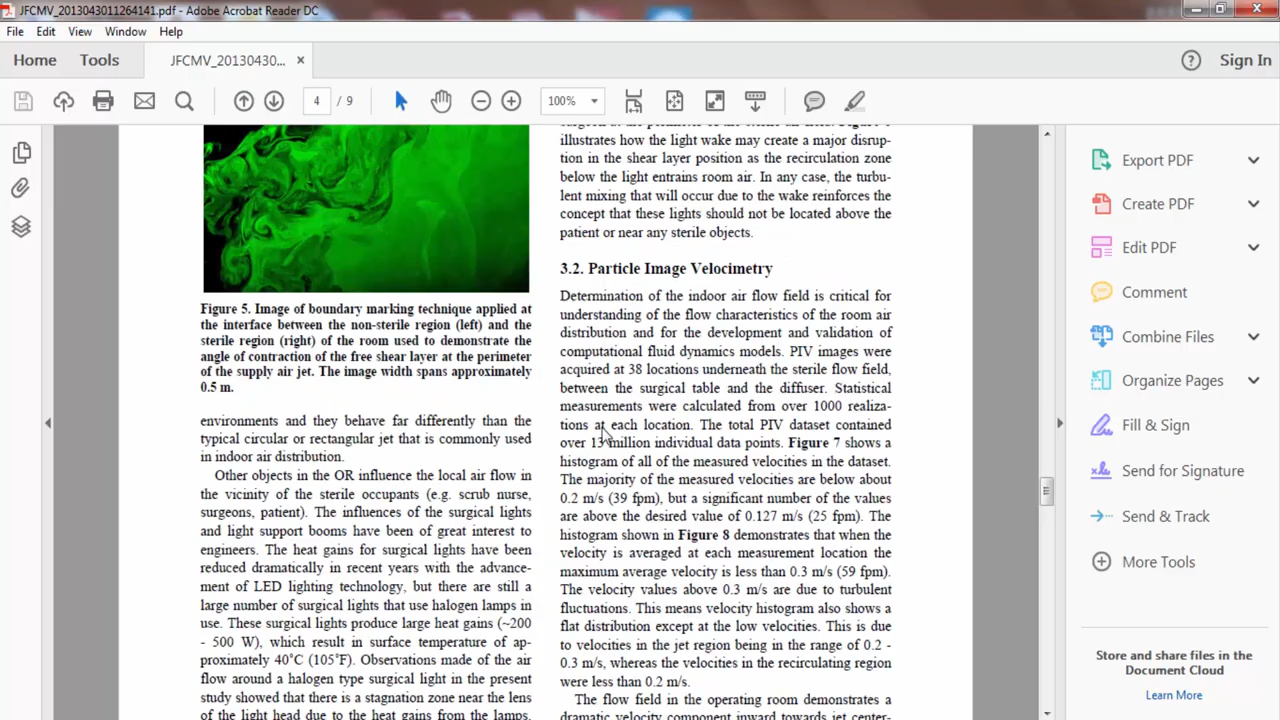 JFCMV_2013043011264141.pdf - Adobe Acrobat Reader DC
File Edit View Window Help
Home Tools JFCMV_20130430... × Sign In
4 / 9 100%
illustrates how the light wake may create a major disrup-
tion in the shear layer position as the recirculation zone
below the light entrains room air. In any case, the turbu-
lent mixing that will occur due to the wake reinforces the
concept that these lights should not be located above the
patient or near any sterile objects.
3.2. Particle Image Velocimetry
Determination of the indoor air flow field is critical for
understanding of the flow characteristics of the room air
distribution and for the development and validation of
computational fluid dynamics models. PIV images were
acquired at 38 locations underneath the sterile flow field,
between the surgical table and the diffuser. Statistical
measurements were calculated from over 1000 realiza-
tions at each location. The total PIV dataset contained
over 13 million individual data points. Figure 7 shows a
histogram of all of the measured velocities in the dataset.
The majority of the measured velocities are below about
0.2 m/s (39 fpm), but a significant number of the values
are above the desired value of 0.127 m/s (25 fpm). The
histogram shown in Figure 8 demonstrates that when the
velocity is averaged at each measurement location the
maximum average velocity is less than 0.3 m/s (59 fpm).
The velocity values above 0.3 m/s are due to turbulent
fluctuations. This means velocity histogram also shows a
flat distribution except at the low velocities. This is due
to velocities in the jet region being in the range of 0.2 -
0.3 m/s, whereas the velocities in the recirculating region
were less than 0.2 m/s.
The flow field in the operating room demonstrates a
dramatic velocity component inward towards jet center-
Figure 5. Image of boundary marking technique applied at
the interface between the non-sterile region (left) and the
sterile region (right) of the room used to demonstrate the
angle of contraction of the free shear layer at the perimeter
of the supply air jet. The image width spans approximately
0.5 m.
environments and they behave far differently than the
typical circular or rectangular jet that is commonly used
in indoor air distribution.
Other objects in the OR influence the local air flow in
the vicinity of the sterile occupants (e.g. scrub nurse,
surgeons, patient). The influences of the surgical lights
and light support booms have been of great interest to
engineers. The heat gains for surgical lights have been
reduced dramatically in recent years with the advance-
ment of LED lighting technology, but there are still a
large number of surgical lights that use halogen lamps in
use. These surgical lights produce large heat gains (~200
- 500 W), which result in surface temperature of ap-
proximately 40˚C (105˚F). Observations made of the air
flow around a halogen type surgical light in the present
study showed that there is a stagnation zone near the lens
of the light head due to the heat gains from the lamps.
Export PDF
Create PDF
Edit PDF
Comment
Combine Files
Organize Pages
Fill & Sign
Send for Signature
Send & Track
More Tools
Store and share files in the
Document Cloud
Learn More